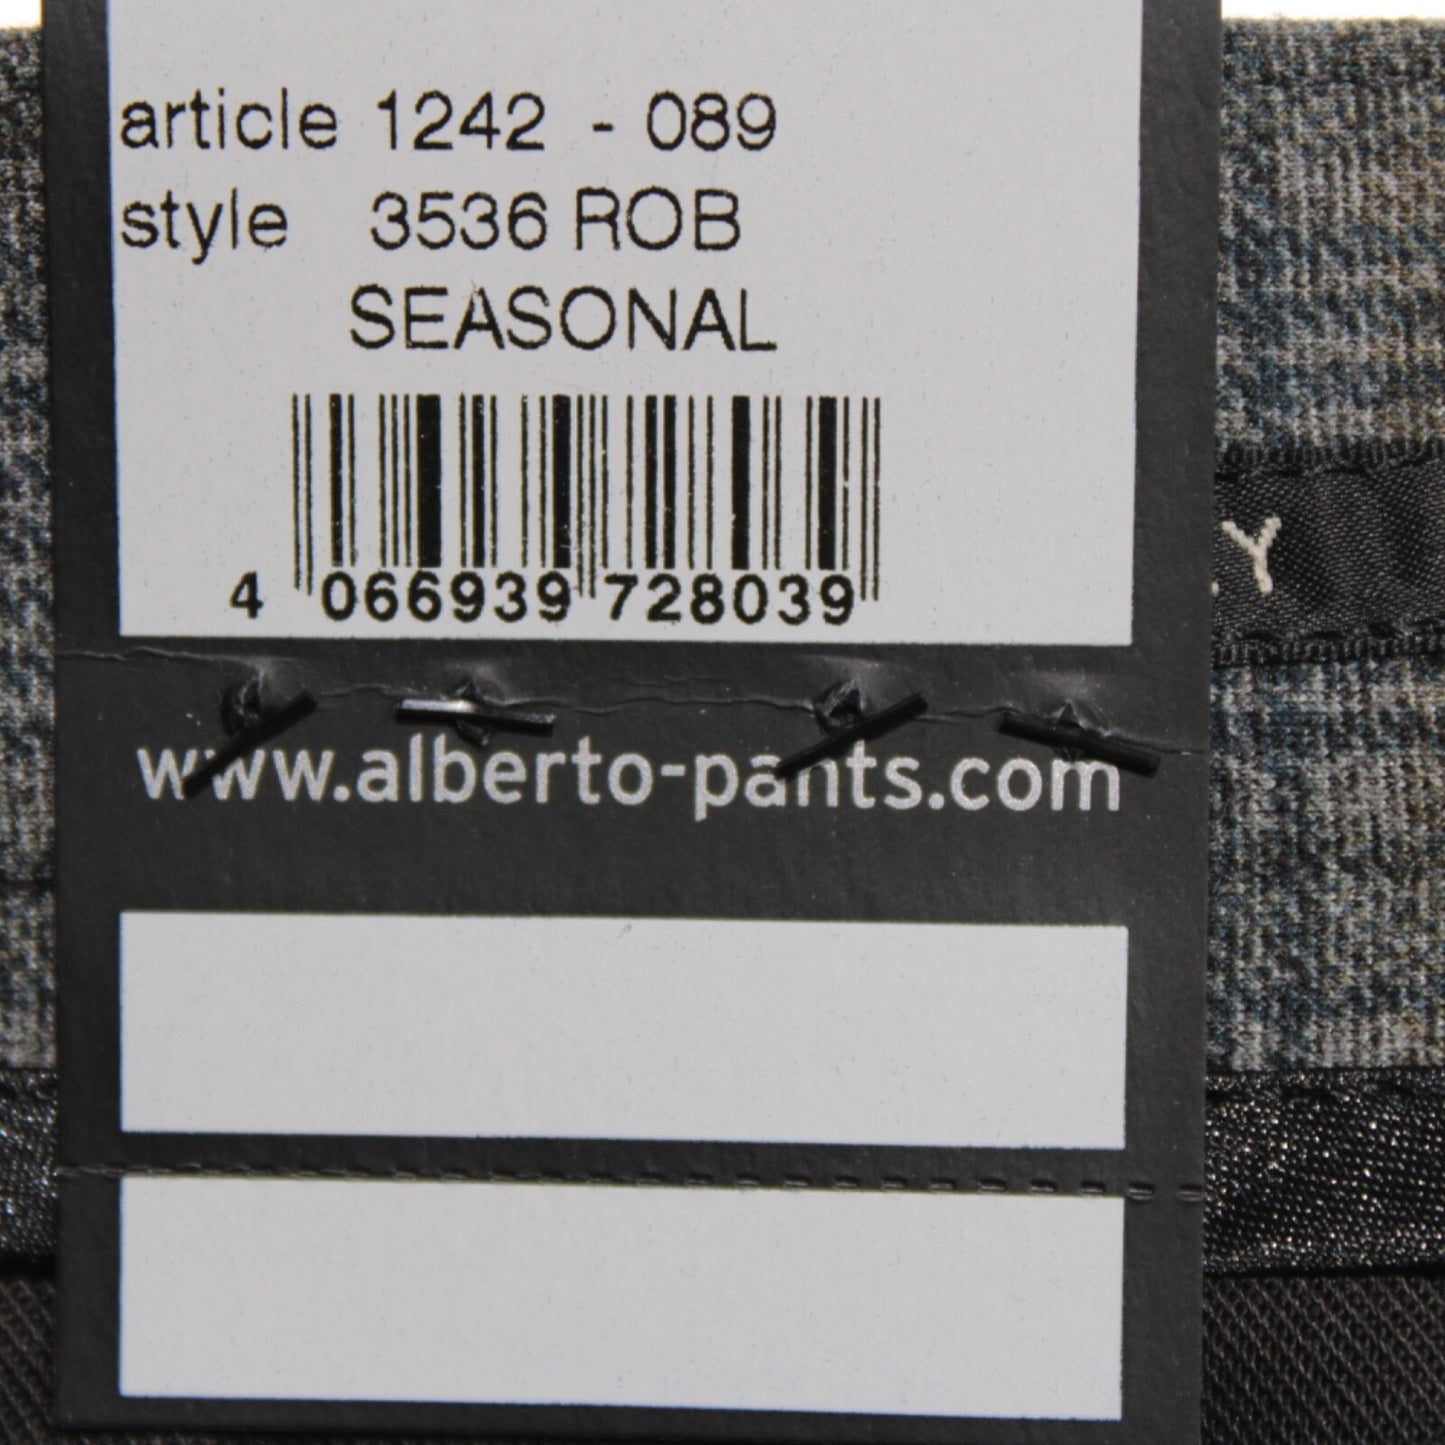 article 1242 - 089
style 3536 ROB
SEASONAL
4 066939 728039
www.alberto-pants.com
Y